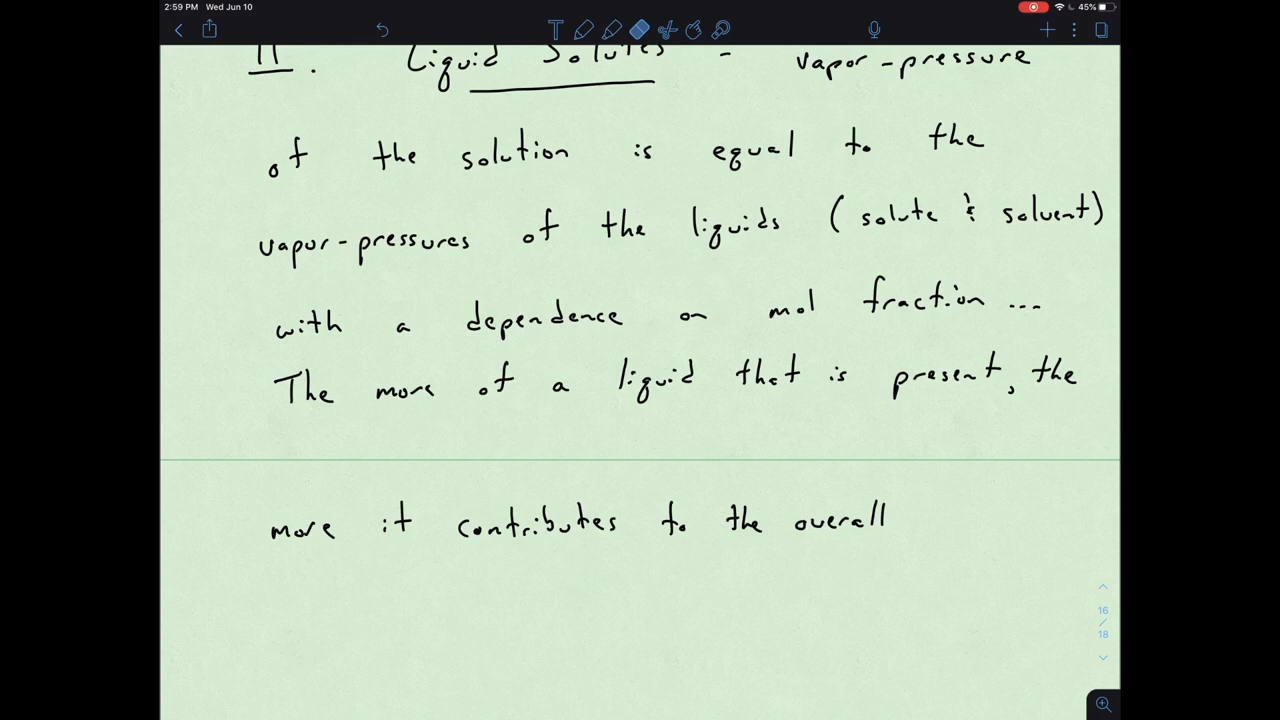 2:59 PM Wed Jun 10 45%
T
II. Liquid Solutes - vapor-pressure
of the solution is equal to the
vapor-pressures of the liquids (solute & solvent)
with a dependence on mol fraction ...
The more of a liquid that is present, the
more it contributes to the overall
16
/
18